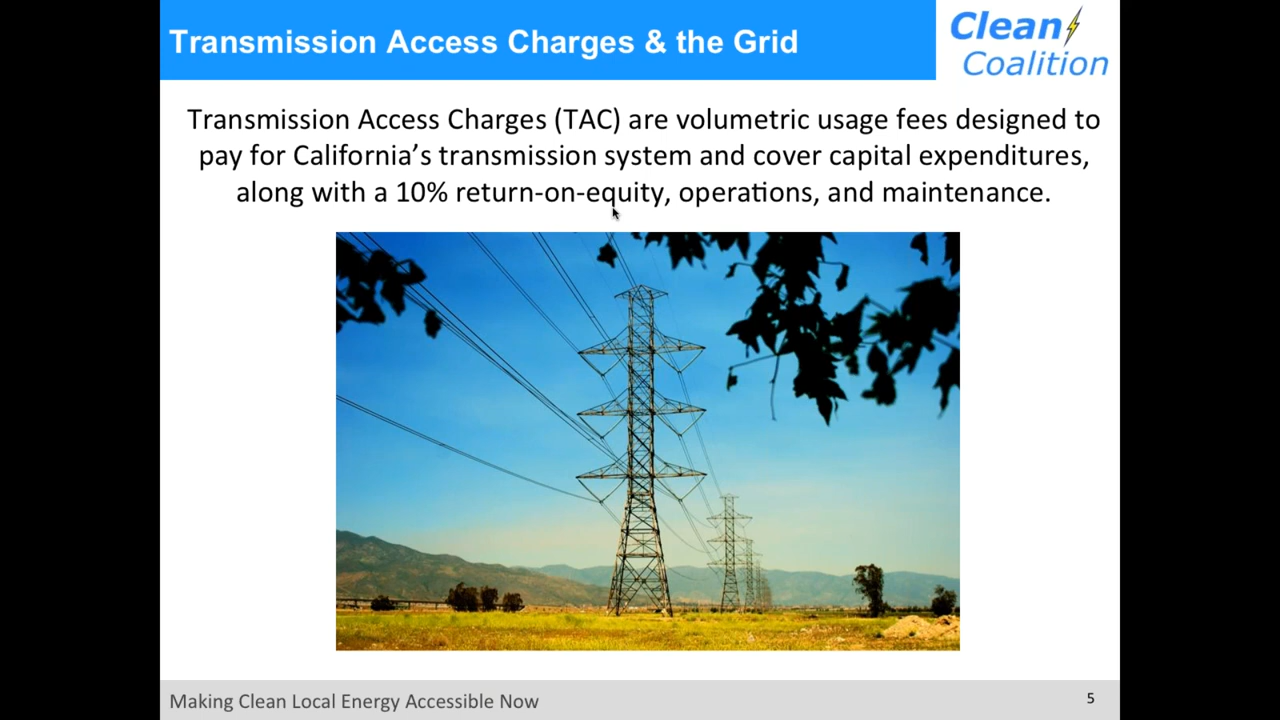 Transmission Access Charges & the Grid
Clean
Coalition
Transmission Access Charges (TAC) are volumetric usage fees designed to
pay for California’s transmission system and cover capital expenditures,
along with a 10% return-on-equity, operations, and maintenance.
Making Clean Local Energy Accessible Now
5